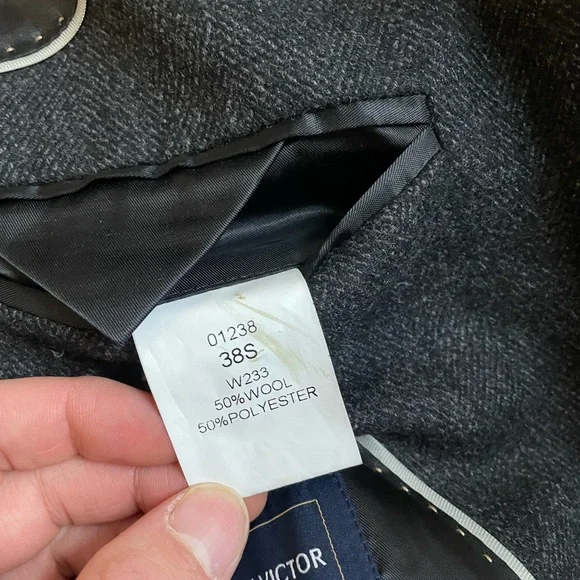 01238
38S
W233
50%WOOL
50%POLYESTER
VICTOR